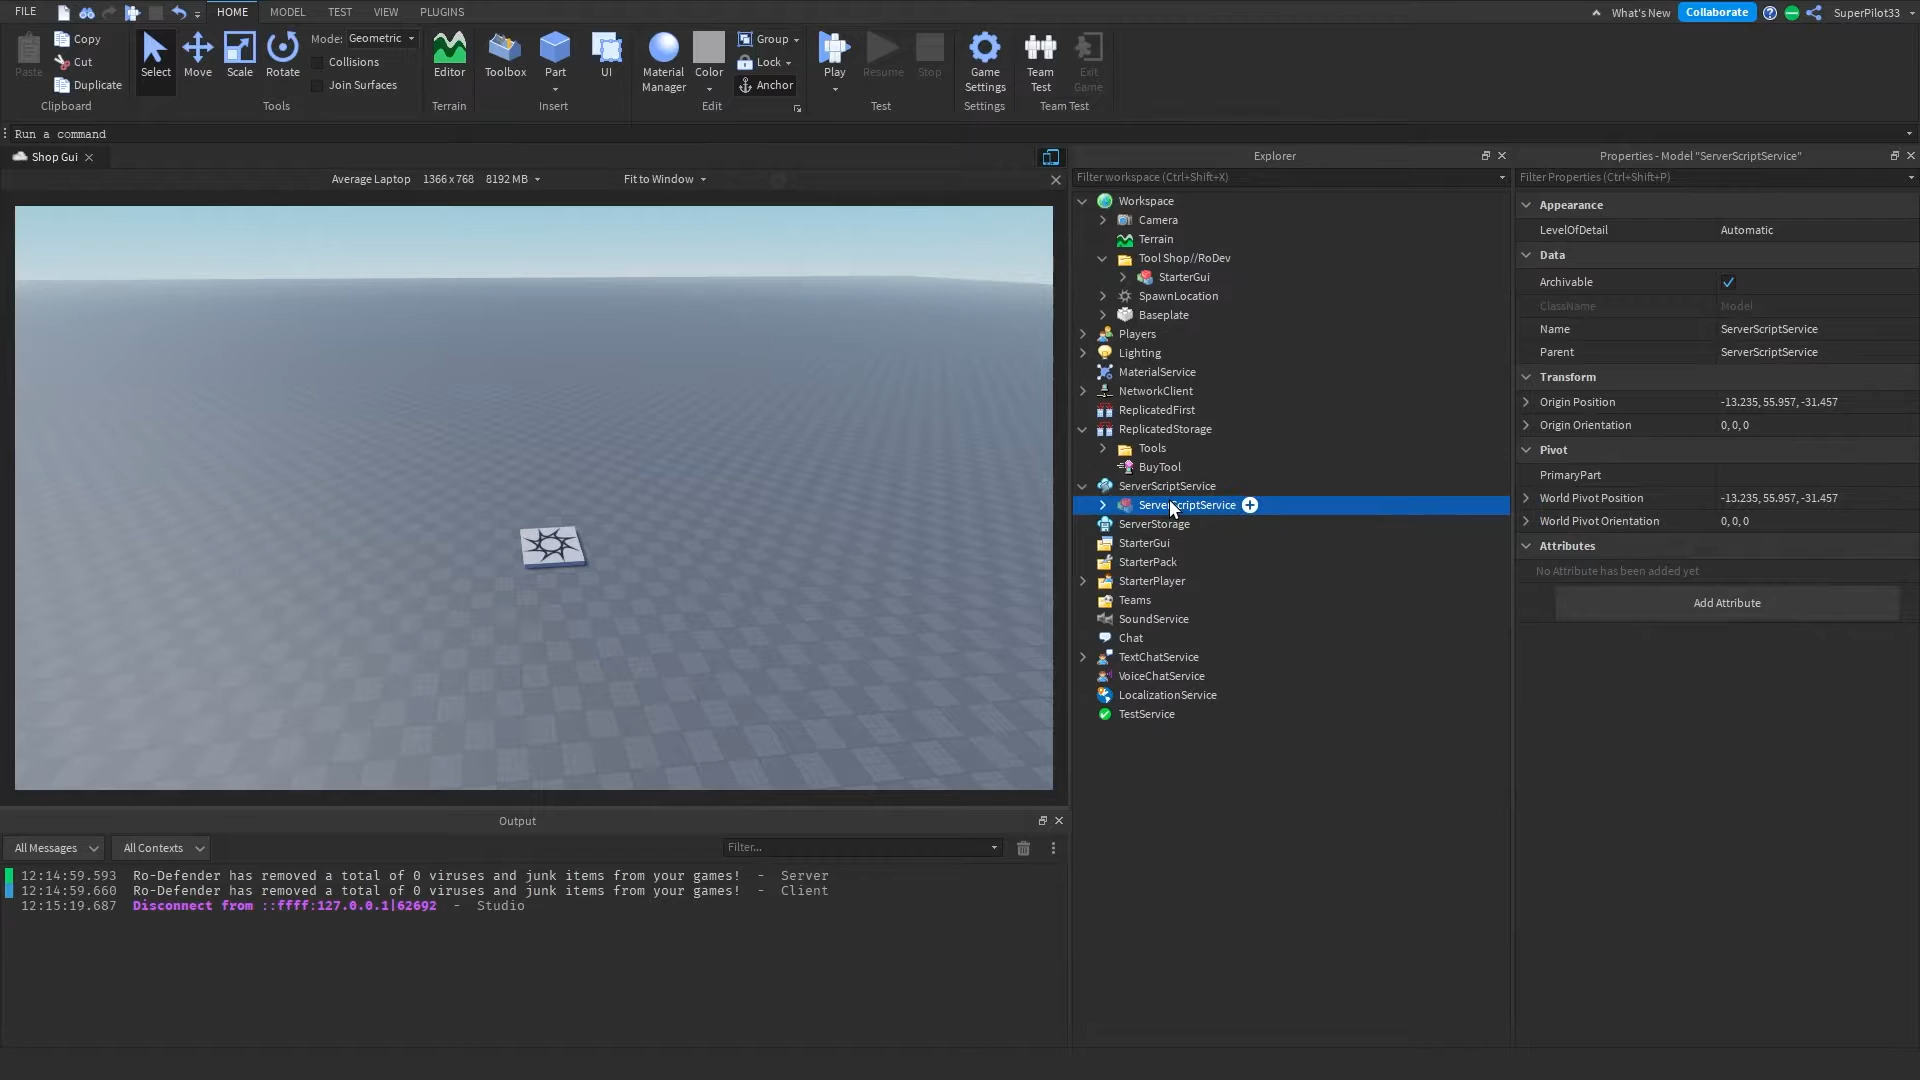 FILE HOME MODEL TEST VIEW PLUGINS What's New Collaborate SuperPilot33
Paste Copy Cut Duplicate
Clipboard
Select Move Scale Rotate
Mode: Geometric
Collisions
Join Surfaces
Tools
Editor
Terrain
Toolbox Part UI
Insert
Material Manager Color
Group
Lock
Anchor
Edit
Play Resume Stop
Test
Game Settings
Settings
Team Test Exit Game
Team Test
Run a command
Shop Gui
Average Laptop 1366 x 768 8192 MB Fit to Window
Explorer
Filter workspace (Ctrl+Shift+X)
Workspace
Camera
Terrain
Tool Shop//RoDev
StarterGui
SpawnLocation
Baseplate
Players
Lighting
MaterialService
NetworkClient
ReplicatedFirst
ReplicatedStorage
Tools
BuyTool
ServerScriptService
ServerScriptService
ServerStorage
StarterGui
StarterPack
StarterPlayer
Teams
SoundService
Chat
TextChatService
VoiceChatService
LocalizationService
TestService
Properties - Model "ServerScriptService"
Filter Properties (Ctrl+Shift+P)
Appearance
LevelOfDetail Automatic
Data
Archivable
ClassName Model
Name ServerScriptService
Parent ServerScriptService
Transform
Origin Position -13.235, 55.957, -31.457
Origin Orientation 0, 0, 0
Pivot
PrimaryPart
World Pivot Position -13.235, 55.957, -31.457
World Pivot Orientation 0, 0, 0
Attributes
No Attribute has been added yet
Add Attribute
Output
All Messages All Contexts Filter...
12:14:59.593 Ro-Defender has removed a total of 0 viruses and junk items from your games! - Server
12:14:59.660 Ro-Defender has removed a total of 0 viruses and junk items from your games! - Client
12:15:19.687 Disconnect from ::ffff:127.0.0.1|62692 - Studio